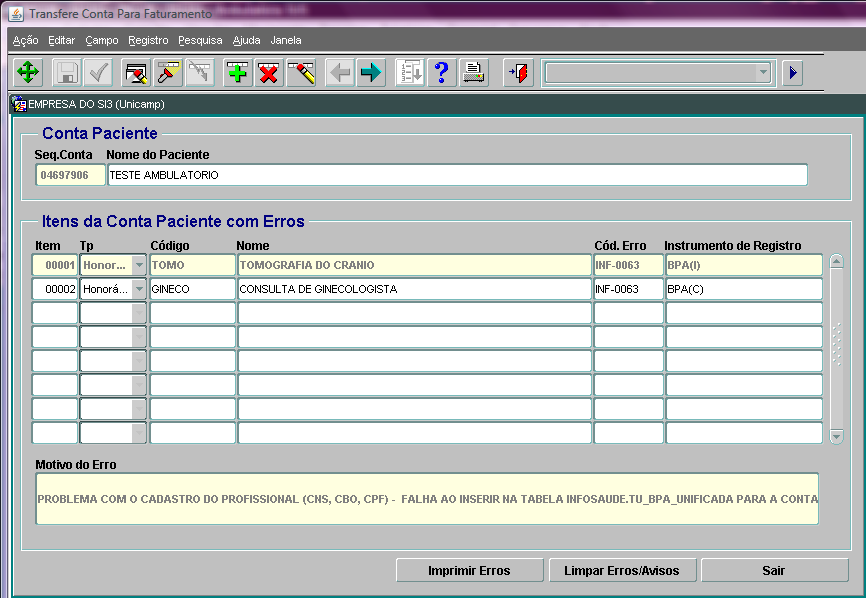 Transfere Conta Para Faturamento
Ação Editar Campo Registro Pesquisa Ajuda Janela
EMPRESA DO SI3 (Unicamp)
Conta Paciente
Seq.Conta Nome do Paciente
04697906 TESTE AMBULATORIO
Itens da Conta Paciente com Erros
Item Tp Código Nome Cód. Erro Instrumento de Registro
00001 Honor... TOMO TOMOGRAFIA DO CRANIO INF-0063 BPA(I)
00002 Honorá... GINECO CONSULTA DE GINECOLOGISTA INF-0063 BPA(C)
Motivo do Erro
PROBLEMA COM O CADASTRO DO PROFISSIONAL (CNS, CBO, CPF) - FALHA AO INSERIR NA TABELA INFOSAUDE.TU_BPA_UNIFICADA PARA A CONTA
Imprimir Erros Limpar Erros/Avisos Sair